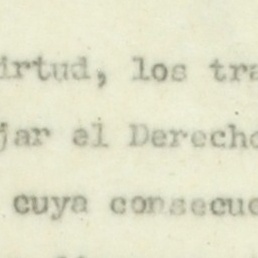 irtud, los tra
jar el Derecho
cuya consecue